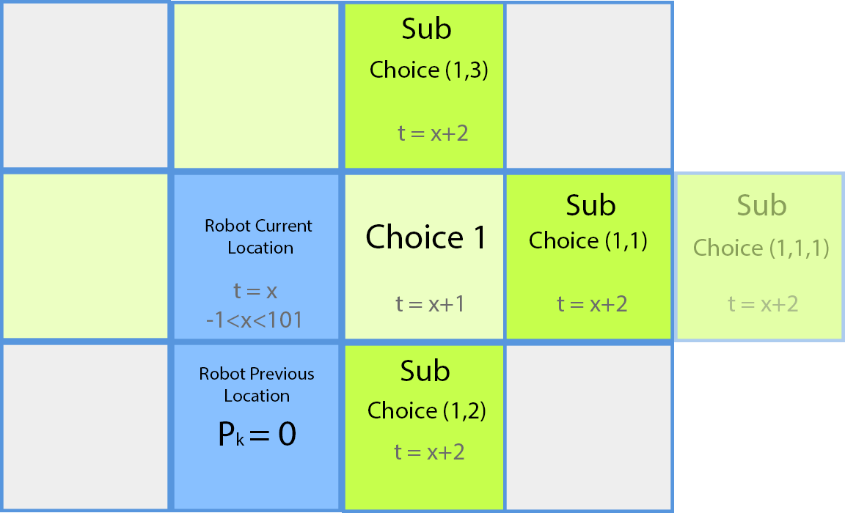 Sub
Choice (1,3)
t = x+2
Robot Current
Location
t = x
-1<x<101
Choice 1
t = x+1
Sub
Choice (1,1)
t = x+2
Sub
Choice (1,1,1)
t = x+2
Robot Previous
Location
Pk = 0
Sub
Choice (1,2)
t = x+2